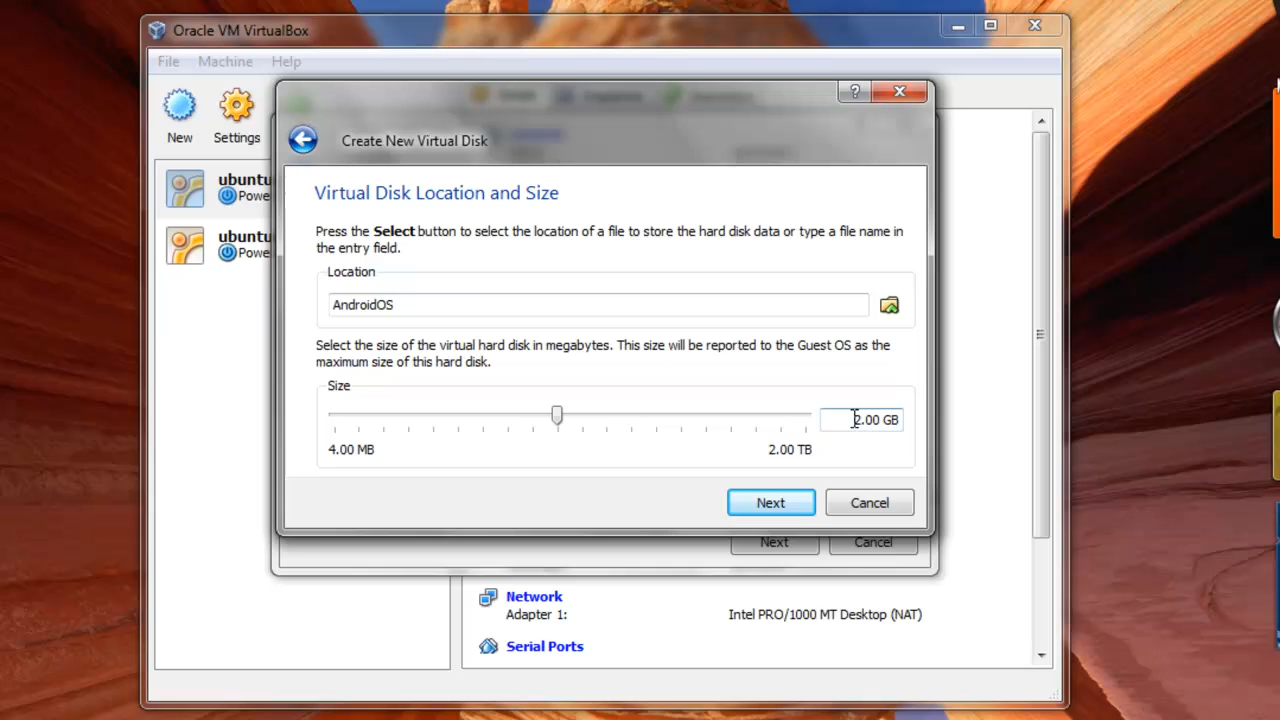 Oracle VM VirtualBox
File Machine Help
New Settings
ubuntu
Powe
ubuntu
Powe
Create New Virtual Disk
Virtual Disk Location and Size
Press the Select button to select the location of a file to store the hard disk data or type a file name in
the entry field.
Location
AndroidOS
Select the size of the virtual hard disk in megabytes. This size will be reported to the Guest OS as the
maximum size of this hard disk.
Size
2.00 GB
4.00 MB 2.00 TB
Next Cancel
Next Cancel
Network
Adapter 1: Intel PRO/1000 MT Desktop (NAT)
Serial Ports